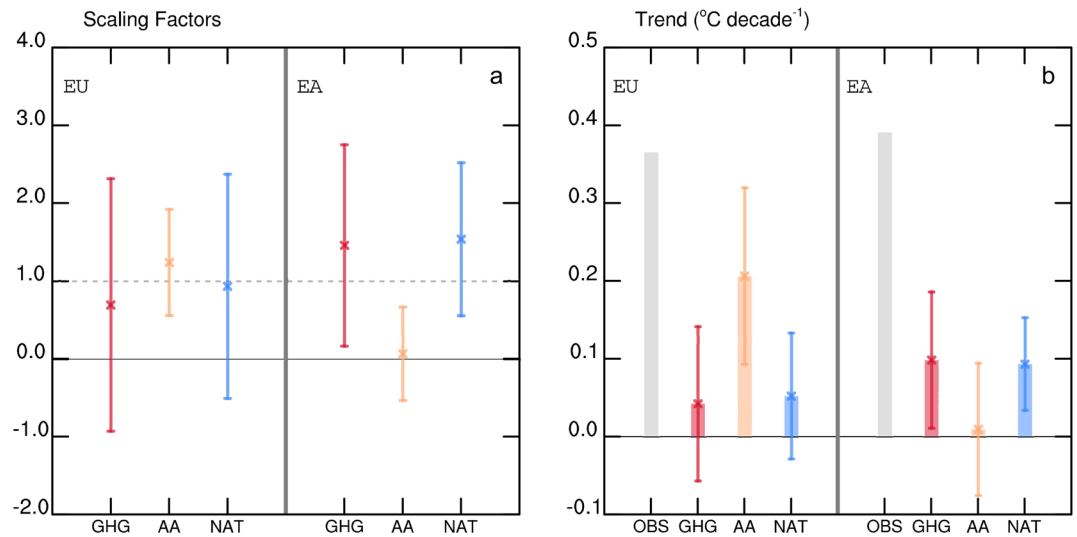 Scaling Factors
4.0
3.0
2.0
1.0
0.0
-1.0
-2.0
EU
EA
a
GHG AA NAT
GHG AA NAT
Trend (°C decade⁻¹)
0.5
0.4
0.3
0.2
0.1
0.0
-0.1
EU
EA
b
OBS GHG AA NAT
OBS GHG AA NAT